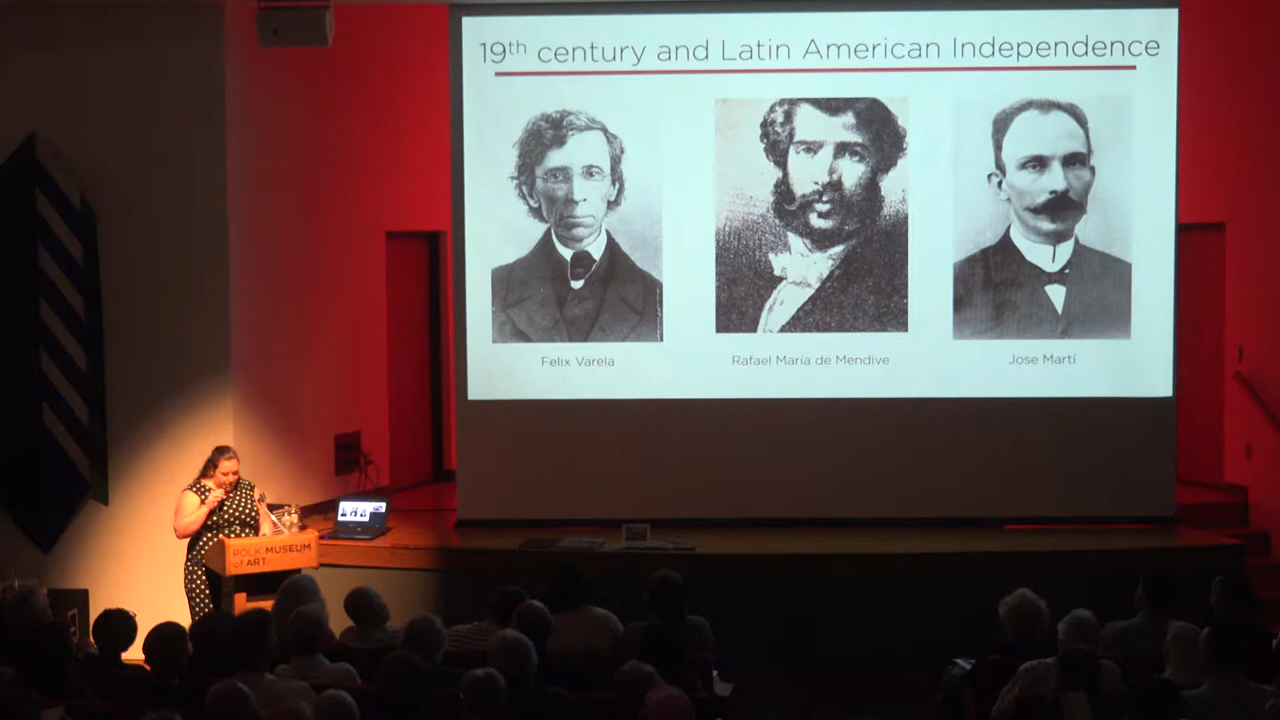 19th century and Latin American Independence
Felix Varela
Rafael María de Mendive
Jose Martí
POLK MUSEUM
of ART